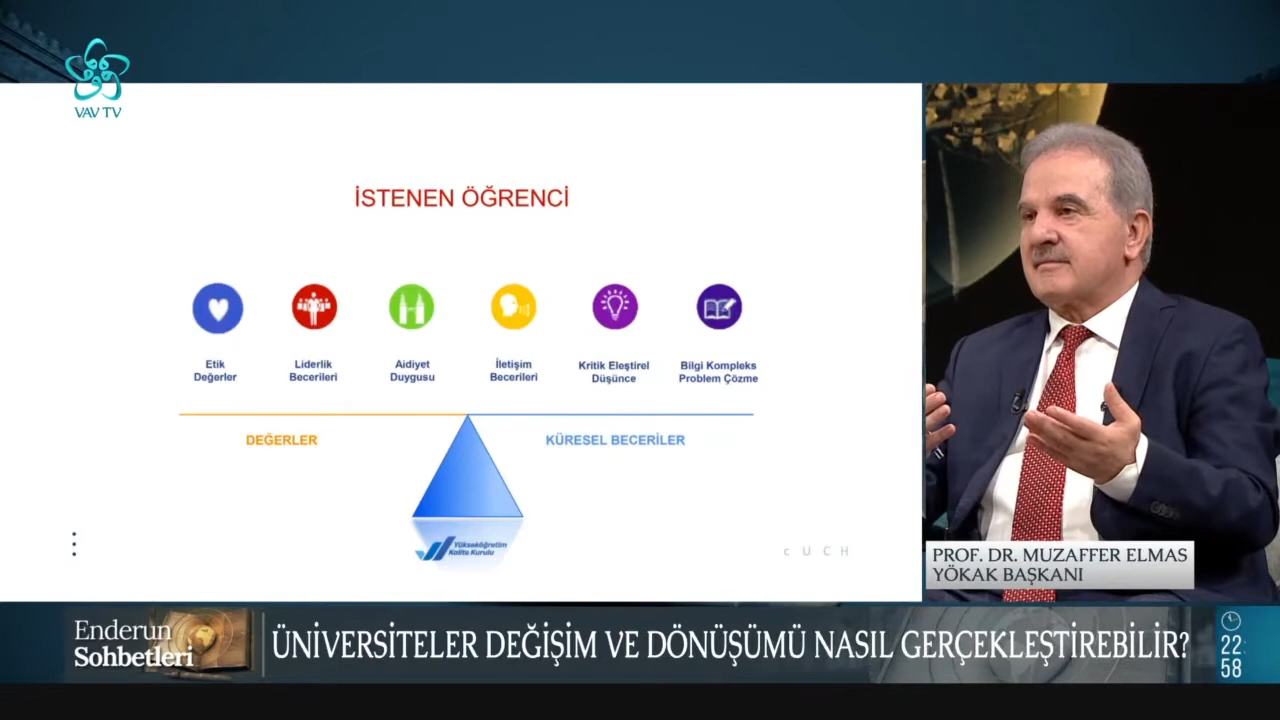 VAV TV
İSTENEN ÖĞRENCİ
Etik
Değerler
Liderlik
Becerileri
Aidiyet
Duygusu
İletişim
Becerileri
Kritik Eleştirel
Düşünce
Bilgi Kompleks
Problem Çözme
DEĞERLER
KÜRESEL BECERİLER
Yükseköğretim
Kalite Kurulu
c U C H
PROF. DR. MUZAFFER ELMAS
YÖKAK BAŞKANI
Enderun
Sohbetleri
ÜNİVERSİTELER DEĞİŞİM VE DÖNÜŞÜMÜ NASIL GERÇEKLEŞTİREBİLİR?
22
58